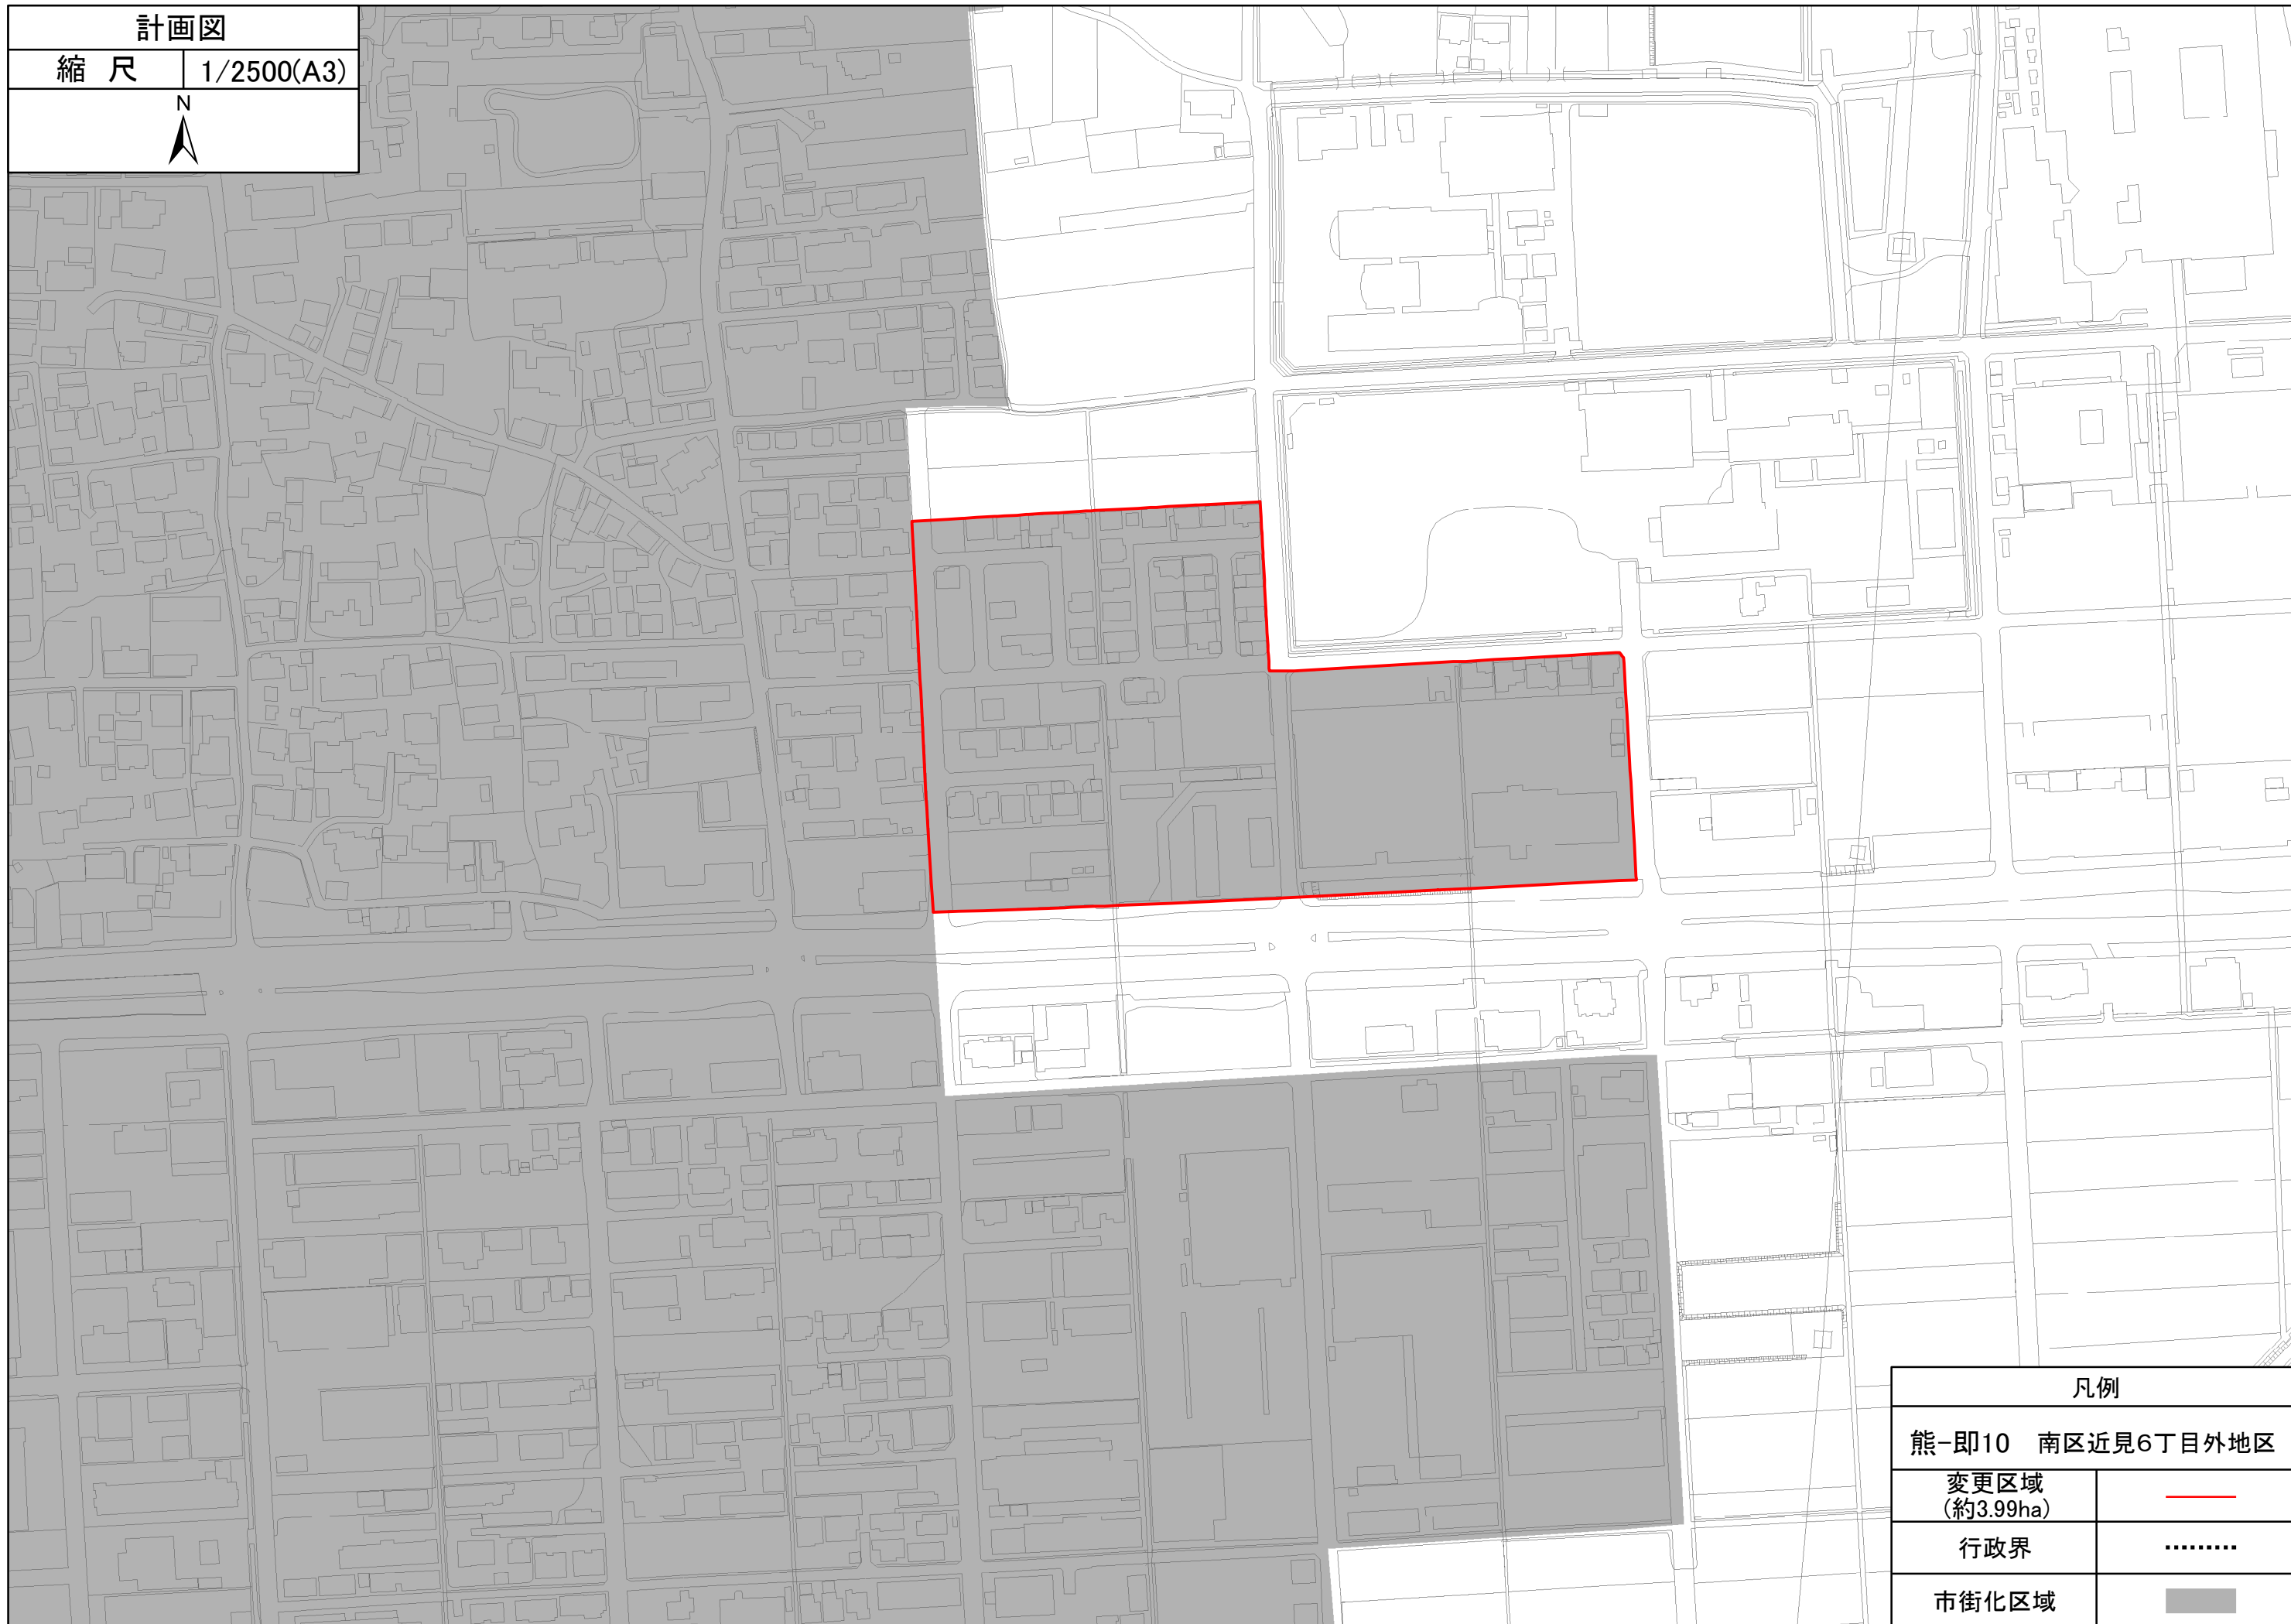 計画図
縮 尺 1/2500(A3)
N
凡例
熊-即10 南区近見6丁目外地区
変更区域
(約3.99ha)
行政界
市街化区域